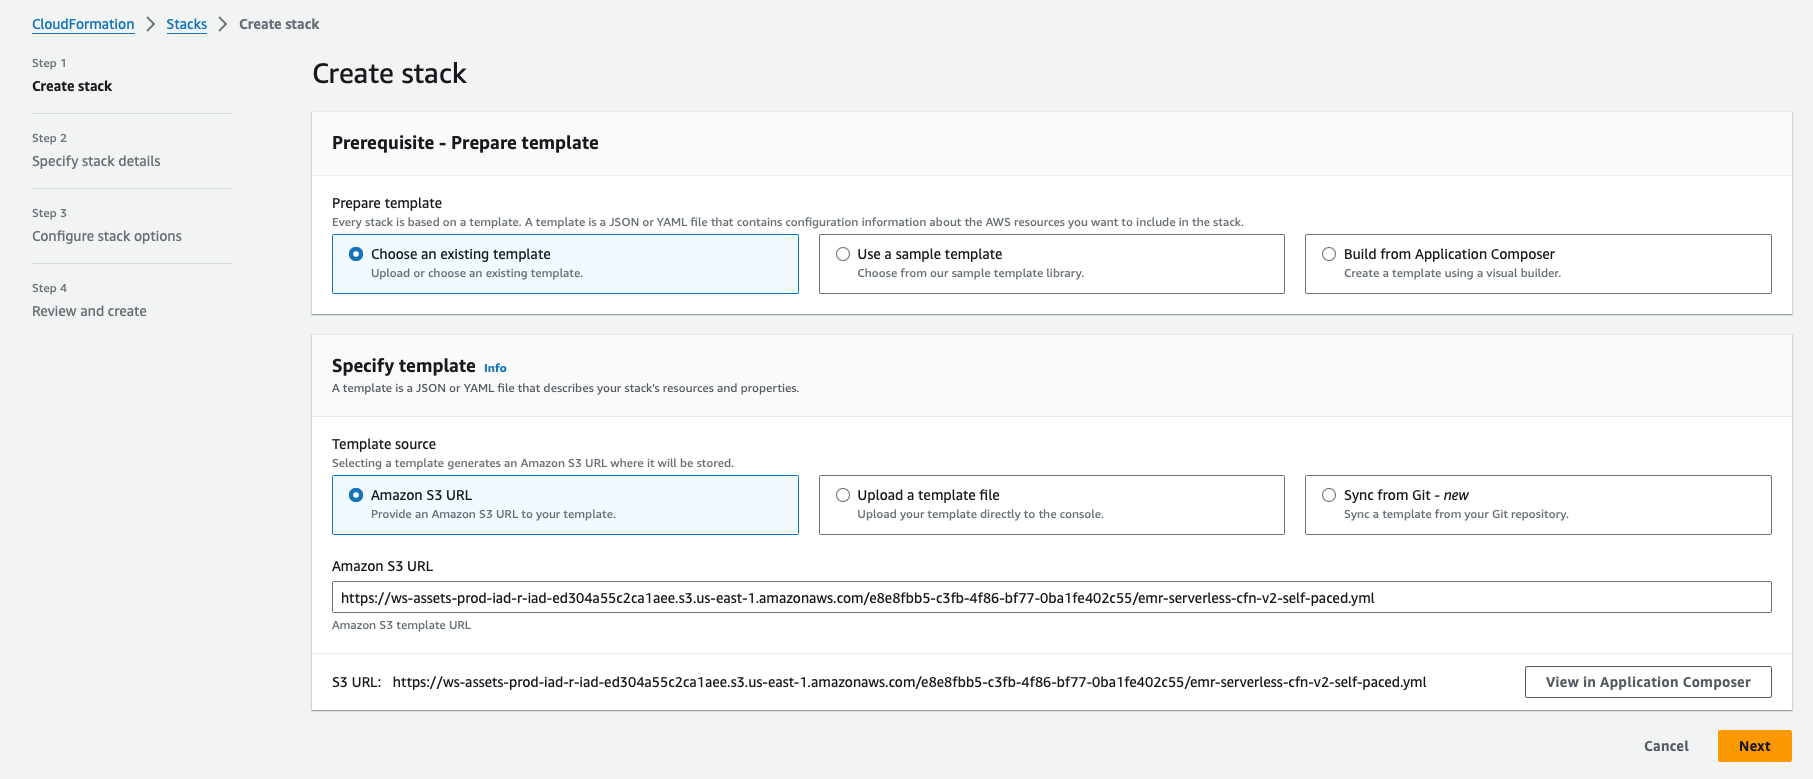 CloudFormation > Stacks > Create stack
Step 1
Create stack
Step 2
Specify stack details
Step 3
Configure stack options
Step 4
Review and create
Create stack
Prerequisite - Prepare template
Prepare template
Every stack is based on a template. A template is a JSON or YAML file that contains configuration information about the AWS resources you want to include in the stack.
Choose an existing template
Upload or choose an existing template.
Use a sample template
Choose from our sample template library.
Build from Application Composer
Create a template using a visual builder.
Specify template Info
A template is a JSON or YAML file that describes your stack's resources and properties.
Template source
Selecting a template generates an Amazon S3 URL where it will be stored.
Amazon S3 URL
Provide an Amazon S3 URL to your template.
Upload a template file
Upload your template directly to the console.
Sync from Git - new
Sync a template from your Git repository.
Amazon S3 URL
https://ws-assets-prod-iad-r-iad-ed304a55c2ca1aee.s3.us-east-1.amazonaws.com/e8e8fbb5-c3fb-4f86-bf77-0ba1fe402c55/emr-serverless-cfn-v2-self-paced.yml
Amazon S3 template URL
S3 URL: https://ws-assets-prod-iad-r-iad-ed304a55c2ca1aee.s3.us-east-1.amazonaws.com/e8e8fbb5-c3fb-4f86-bf77-0ba1fe402c55/emr-serverless-cfn-v2-self-paced.yml
View in Application Composer
Cancel
Next